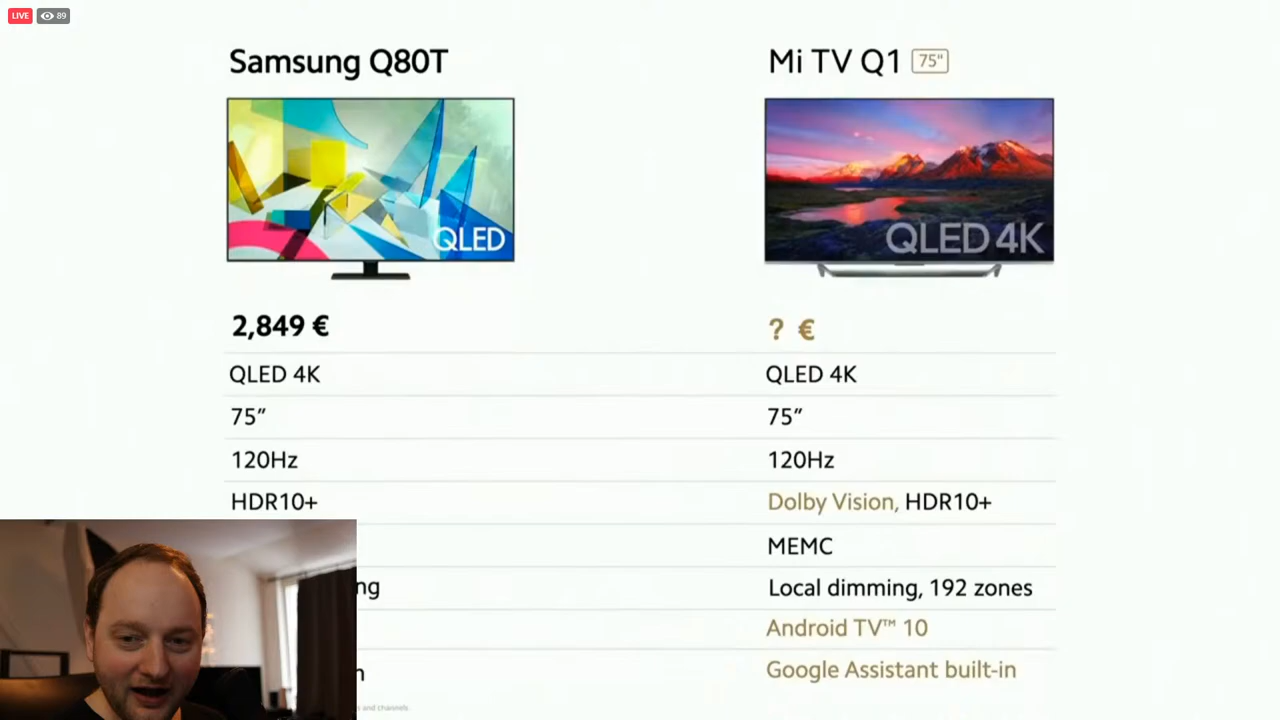 LIVE 89
Samsung Q80T
Mi TV Q1 75"
QLED
QLED 4K
2,849 €
? €
QLED 4K
QLED 4K
75”
75”
120Hz
120Hz
HDR10+
Dolby Vision, HDR10+
MEMC
ng
Local dimming, 192 zones
Android TV™ 10
n
Google Assistant built-in
and channels.